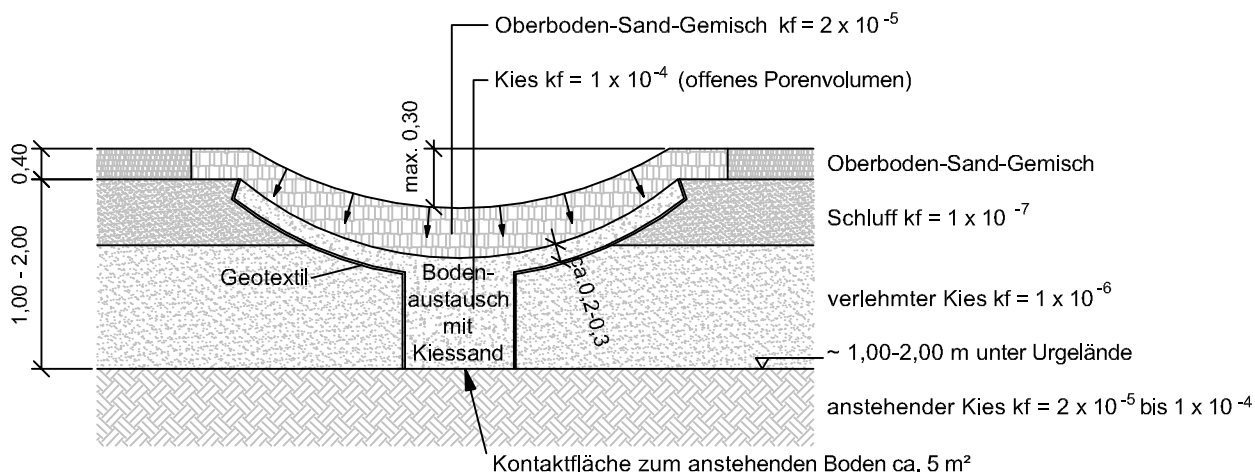 Oberboden-Sand-Gemisch kf = 2 x 10⁻⁵
Kies kf = 1 x 10⁻⁴ (offenes Porenvolumen)
max. 0,30
0,40
Oberboden-Sand-Gemisch
Schluff kf = 1 x 10⁻⁷
1,00 - 2,00
Geotextil
Boden-
austausch
mit
Kiessand
ca.0,2-0,3
verlehmter Kies kf = 1 x 10⁻⁶
~ 1,00-2,00 m unter Urgelände
anstehender Kies kf = 2 x 10⁻⁵ bis 1 x 10⁻⁴
Kontaktfläche zum anstehenden Boden ca. 5 m²